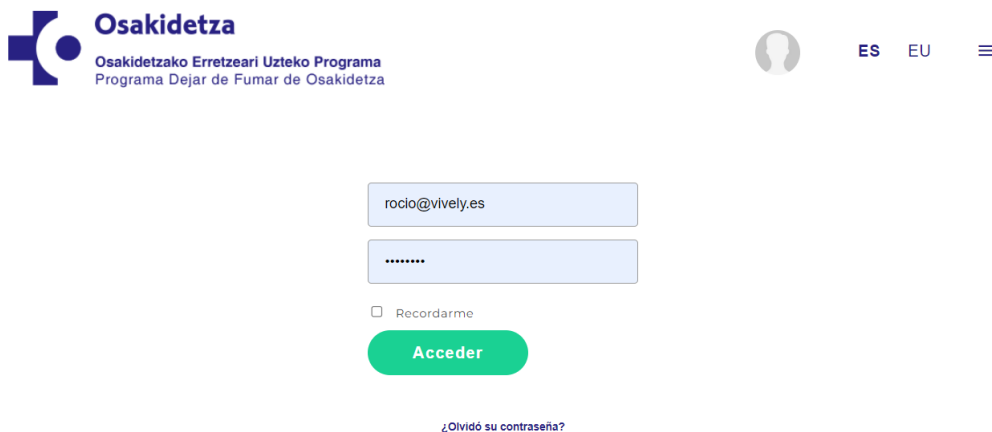 Osakidetza
Osakidetzako Erretzeari Uzteko Programa
Programa Dejar de Fumar de Osakidetza
ES EU
rocio@vively.es
••••••••
Recordarme
Acceder
¿Olvidó su contraseña?